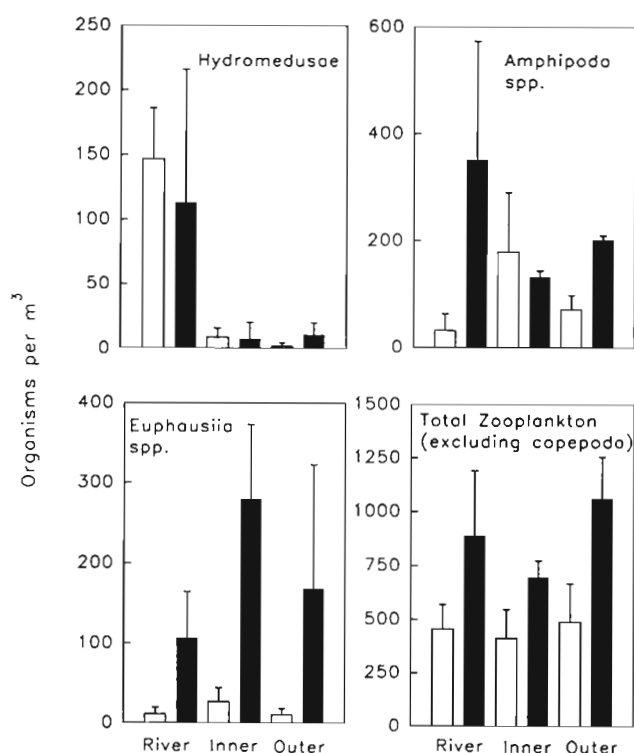 Organisms per m³
250
200
150
100
50
0
Hydromedusae
600
400
200
0
Amphipoda
spp.
400
300
200
100
0
Euphausiia
spp.
River Inner Outer
1500
1250
1000
750
500
250
0
Total Zooplankton
(excluding copepoda)
River Inner Outer